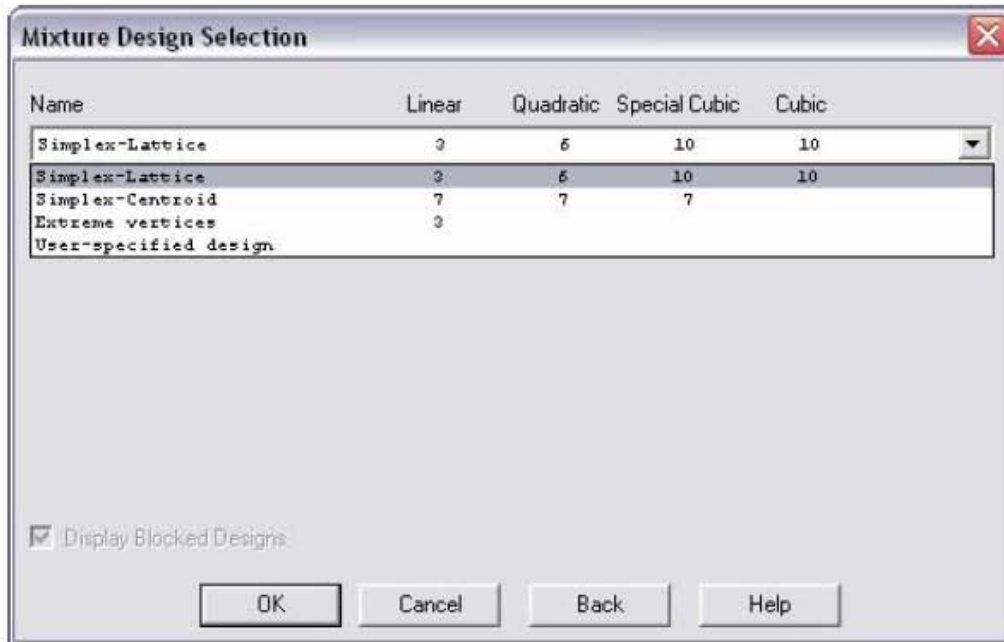 Mixture Design Selection
Name Linear Quadratic Special Cubic Cubic
Simplex-Lattice 3 6 10 10
Simplex-Lattice 3 6 10 10
Simplex-Centroid 7 7 7
Extreme vertices 3
User-specified design
Display Blocked Designs
OK Cancel Back Help